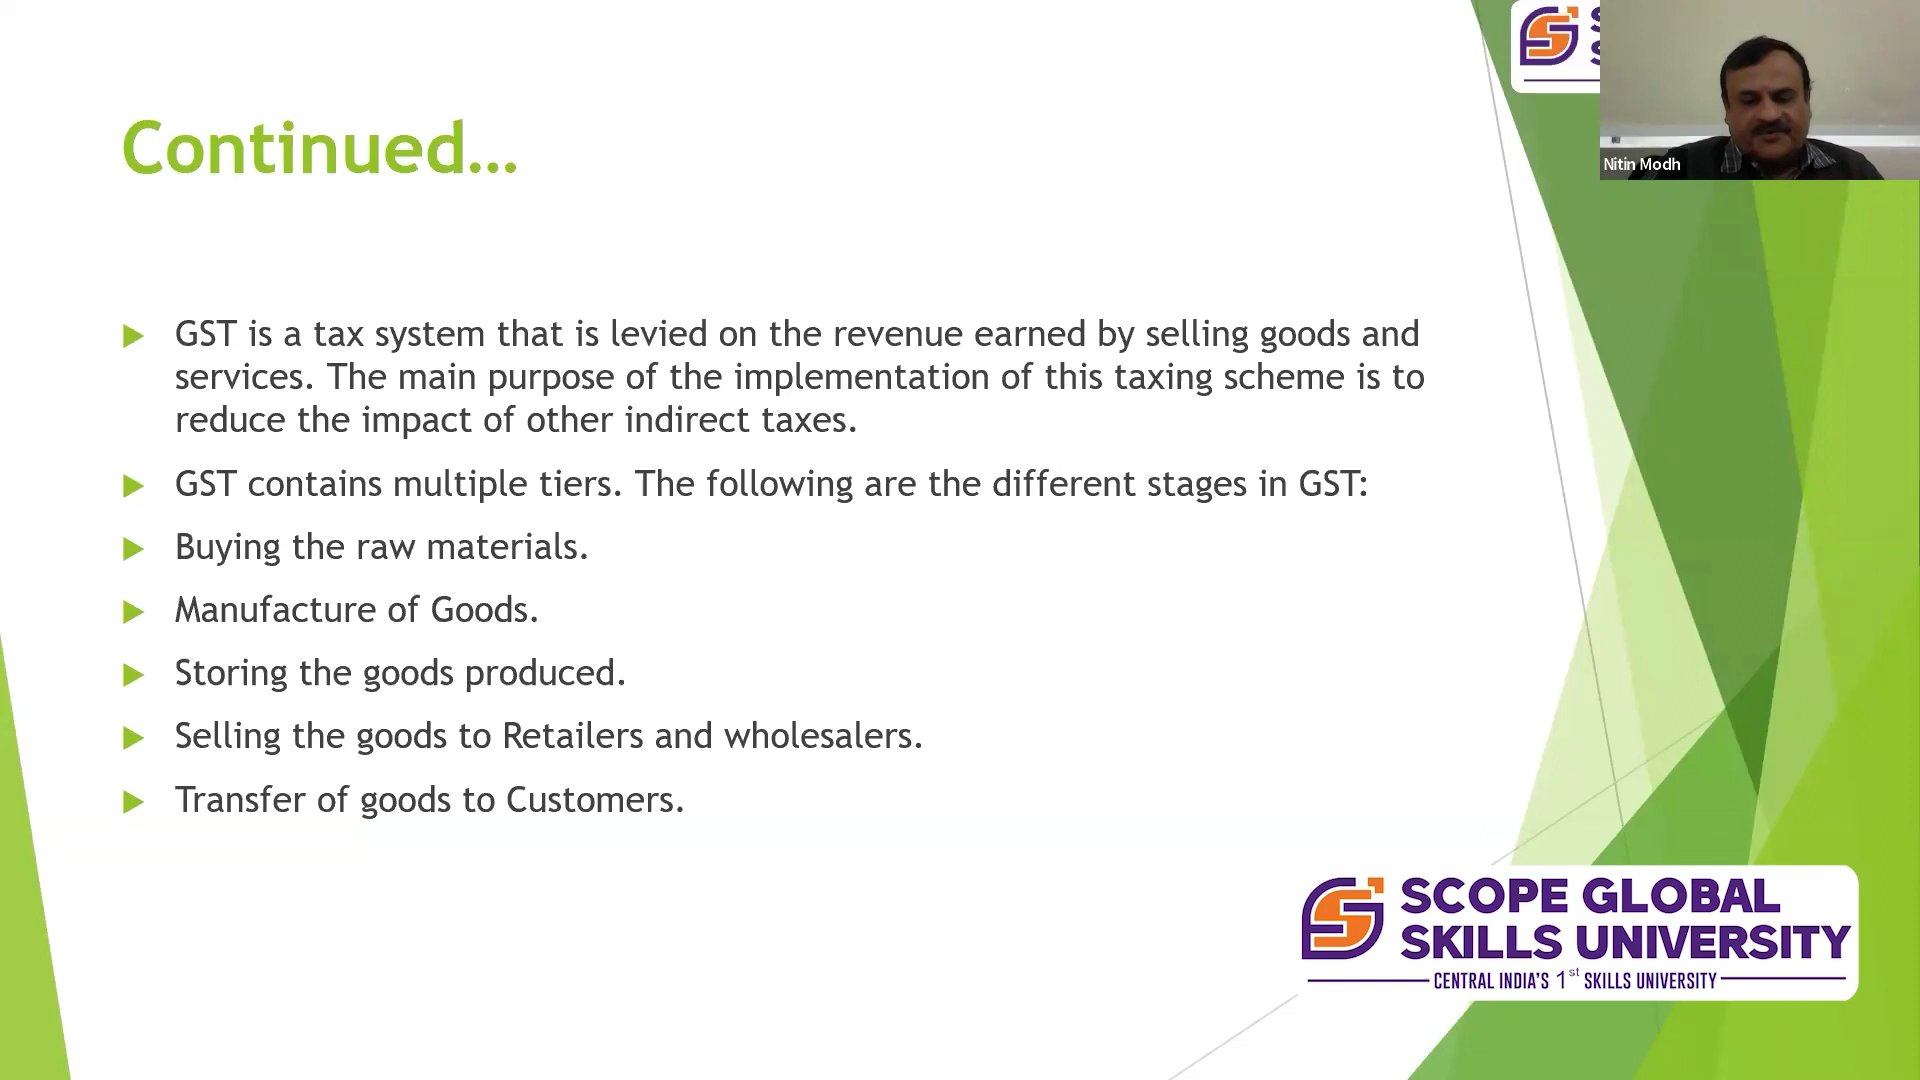 Continued...
Nitin Modh
GST is a tax system that is levied on the revenue earned by selling goods and
services. The main purpose of the implementation of this taxing scheme is to
reduce the impact of other indirect taxes.
GST contains multiple tiers. The following are the different stages in GST:
Buying the raw materials.
Manufacture of Goods.
Storing the goods produced.
Selling the goods to Retailers and wholesalers.
Transfer of goods to Customers.
SCOPE GLOBAL
SKILLS UNIVERSITY
CENTRAL INDIA'S 1st SKILLS UNIVERSITY